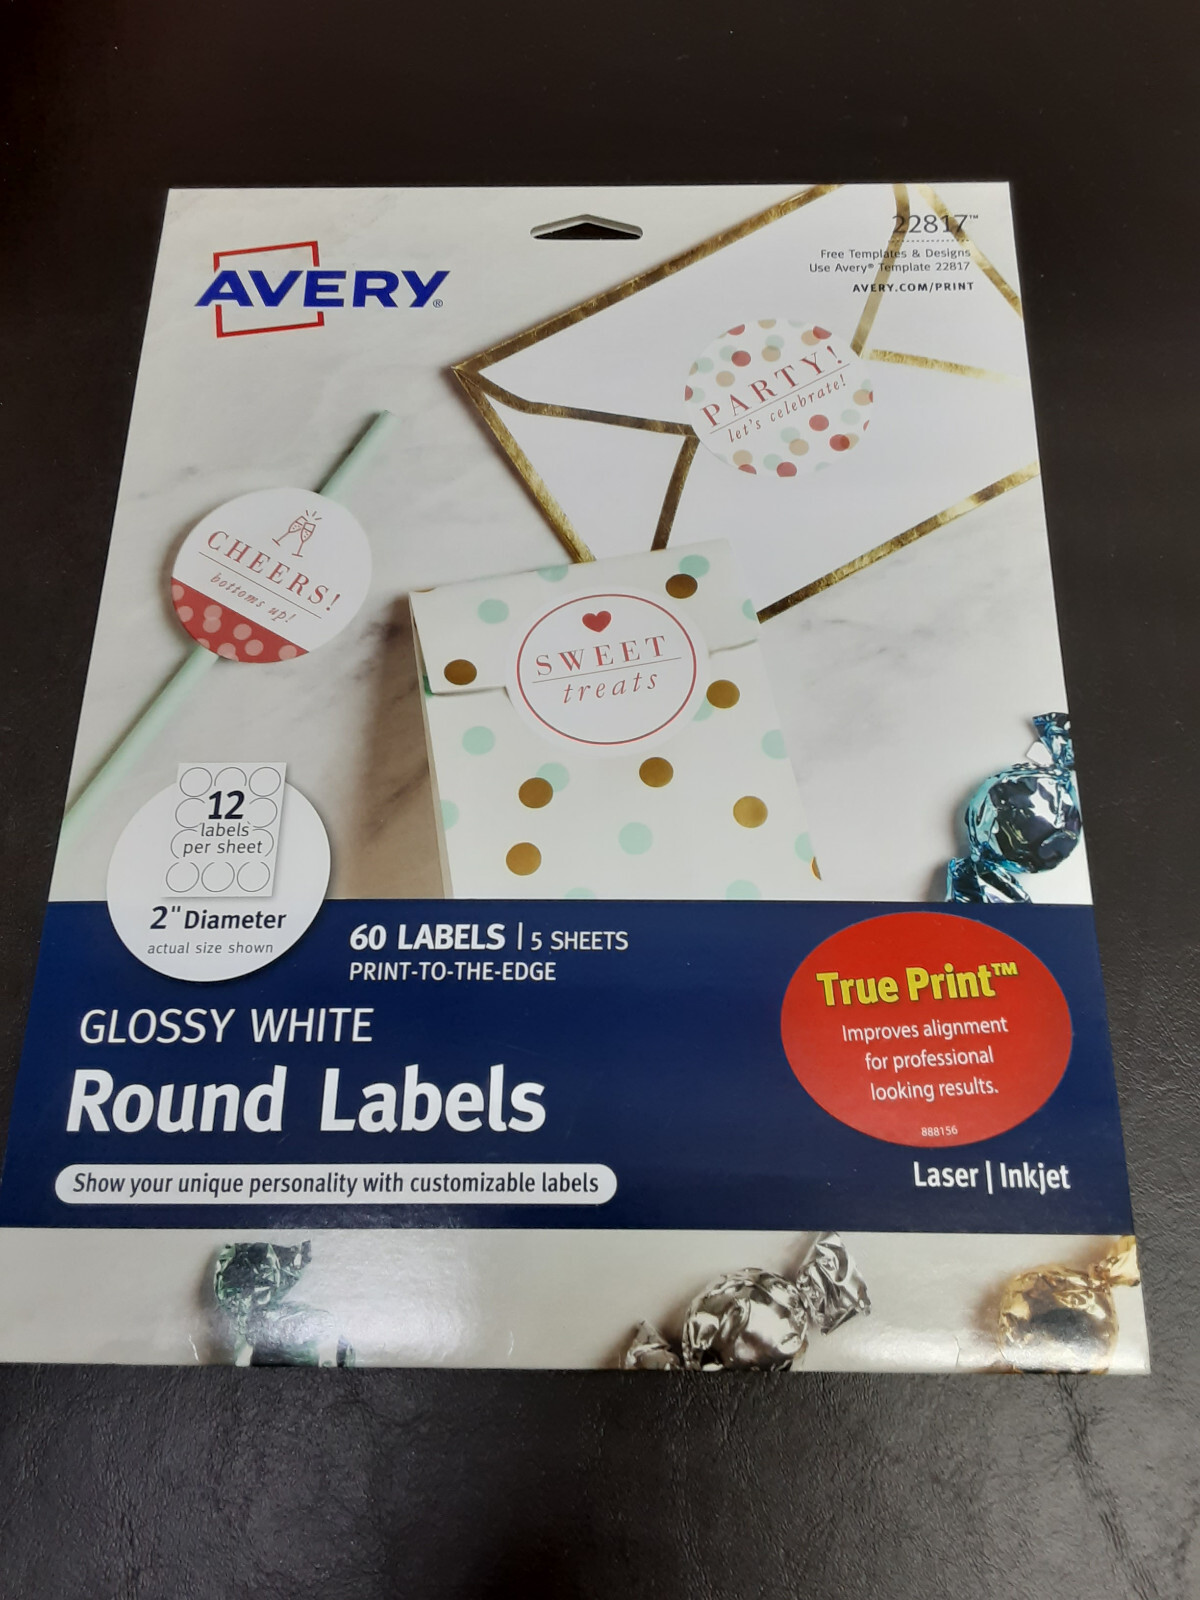 22817™
Free Templates & Designs
Use Avery® Template 22817
AVERY.COM/PRINT
AVERY®
PARTY!
let's celebrate!
CHEERS!
bottoms up!
SWEET
treats
12
labels
per sheet
2" Diameter
actual size shown
60 LABELS | 5 SHEETS
PRINT-TO-THE-EDGE
GLOSSY WHITE
Round Labels
Show your unique personality with customizable labels
True Print™
Improves alignment
for professional
looking results.
888156
Laser | Inkjet